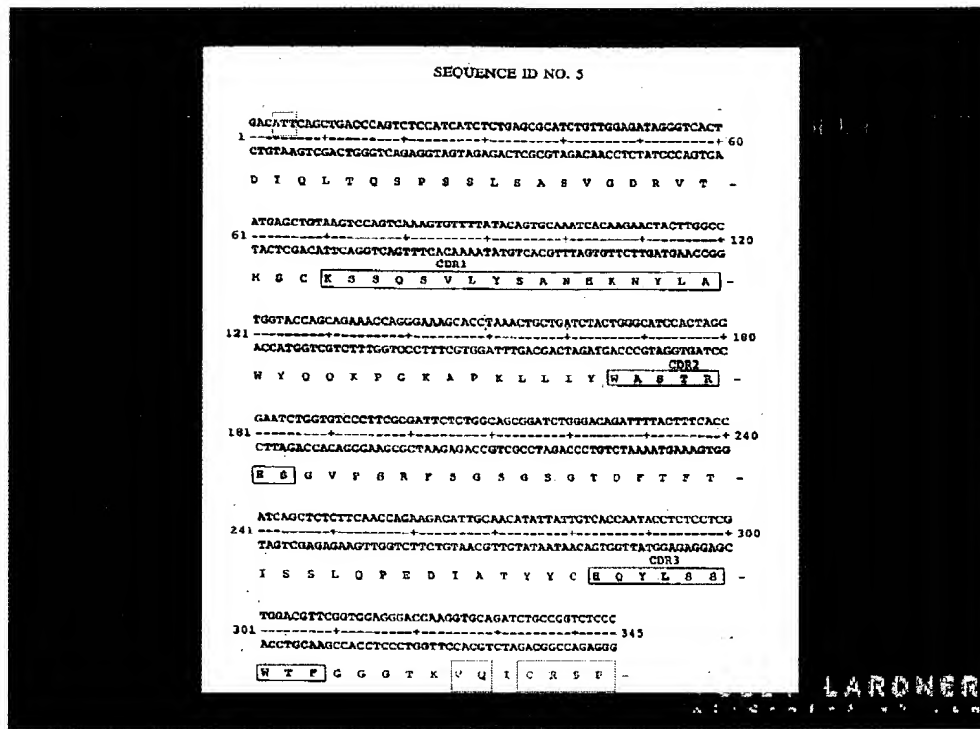 SEQUENCE ID NO. 5
GACATTCAGCTGACCCAGTCTCCATCATCTCTGAGCGCATCTGTTGGAGATAGGGTCACT
1 ---------+---------+---------+---------+---------+---------+ 60
CTGTAAGTCGACTGGGTCAGAGGTAGTAGAGACTCGCGTAGACAACCTCTATCCCAGTGA
D I Q L T Q S P S S L S A S V G D R V T -
ATGAGCTGTAAGTCCAGTCAAAGTGTTTTATACAGTGCAAATCACAAGAACTACTTGGCC
61 ---------+---------+---------+---------+---------+---------+ 120
TACTCGACATTCAGGTCAGTTTCACAAAATATGTCACGTTTAGTGTTCTTGATGAACCGG
CDR1
M S C K S S Q S V L Y S A N H K N Y L A -
TGGTACCAGCAGAAACCAGGGAAAGCACCTAAACTGCTGATCTACTGGGCATCCACTAGG
121 ---------+---------+---------+---------+---------+---------+ 180
ACCATGGTCGTCTTTGGTCCCTTTCGTGGATTTGACGACTAGATGACCCGTAGGTGATCC
CDR2
W Y Q Q K P G K A P K L L I Y W A S T R -
GAATCTGGTGTCCCTTCGCGATTCTCTGGCAGCGGATCTGGGACAGATTTTACTTTCACC
181 ---------+---------+---------+---------+---------+---------+ 240
CTTAGACCACAGGGAAGCGCTAAGAGACCGTCGCCTAGACCCTGTCTAAAATGAAAGTGG
E S G V P S R F S G S G S G T D F T F T -
ATCAGCTCTCTTCAACCAGAAGACATTGCAACATATTATTGTCACCAATACCTCTCCTCG
241 ---------+---------+---------+---------+---------+---------+ 300
TAGTCGAGAGAAGTTGGTCTTCTGTAACGTTGTATAATAACAGTGGTTATGGAGAGGAGC
CDR3
I S S L Q P E D I A T Y Y C H Q Y L S S -
TGGACGTTCGGTGGAGGGACCAAGGTGCAGATCTGCCGGTCTCCC
301 ---------+---------+---------+---------+----- 345
ACCTGCAAGCCACCTCCCTGGTTCCACGTCTAGACGGCCAGAGGG
W T F G G G T K V Q I C R S P -
LARDNER